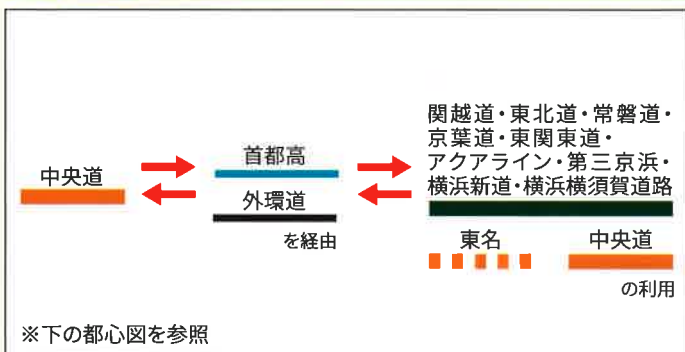 中央道
首都高
外環道
を経由
関越道・東北道・常磐道・
京葉道・東関東道・
アクアライン・第三京浜・
横浜新道・横浜横須賀道路
東名 中央道
の利用
※下の都心図を参照